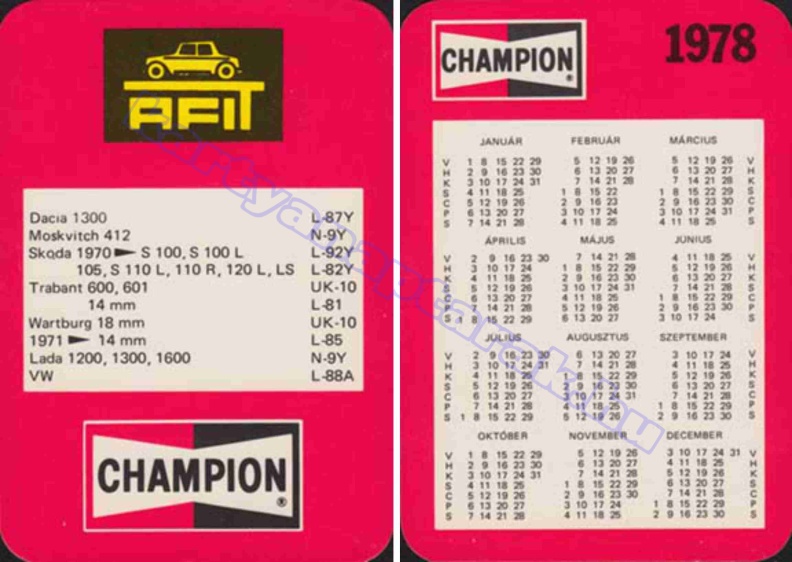 AFIT
Dacia 1300 L-87Y
Moskvitch 412 N-9Y
Skoda 1970 S 100, S 100 L L-92Y
105, S 110 L, 110 R, 120 L, LS L-82Y
Trabant 600, 601 UK-10
14 mm L-81
Wartburg 18 mm UK-10
1971 14 mm L-85
Lada 1200, 1300, 1600 N-9Y
VW L-88A
CHAMPION
CHAMPION 1978
JANUÁR FEBRUÁR MÁRCIUS
V 1 8 15 22 29 5 12 19 26 5 12 19 26 V
H 2 9 16 23 30 6 13 20 27 6 13 20 27 H
K 3 10 17 24 31 7 14 21 28 7 14 21 28 K
S 4 11 18 25 1 8 15 22 1 8 15 22 29 S
C 5 12 19 26 2 9 16 23 2 9 16 23 30 C
P 6 13 20 27 3 10 17 24 3 10 17 24 31 P
S 7 14 21 28 4 11 18 25 4 11 18 25 S
ÁPRILIS MÁJUS JÚNIUS
V 2 9 16 23 30 7 14 21 28 4 11 18 25 V
H 3 10 17 24 1 8 15 22 29 5 12 19 26 H
K 4 11 18 25 2 9 16 23 30 6 13 20 27 K
S 5 12 19 26 3 10 17 24 31 7 14 21 28 S
C 6 13 20 27 4 11 18 25 1 8 15 22 29 C
P 7 14 21 28 5 12 19 26 2 9 16 23 30 P
S 1 8 15 22 29 6 13 20 27 3 10 17 24 S
JÚLIUS AUGUSZTUS SZEPTEMBER
V 2 9 16 23 30 6 13 20 27 3 10 17 24 V
H 3 10 17 24 31 7 14 21 28 4 11 18 25 H
K 4 11 18 25 1 8 15 22 29 5 12 19 26 K
S 5 12 19 26 2 9 16 23 30 6 13 20 27 S
C 6 13 20 27 3 10 17 24 31 7 14 21 28 C
P 7 14 21 28 4 11 18 25 1 8 15 22 29 P
S 1 8 15 22 29 5 12 19 26 2 9 16 23 30 S
OKTÓBER NOVEMBER DECEMBER
V 1 8 15 22 29 5 12 19 26 3 10 17 24 31 V
H 2 9 16 23 30 6 13 20 27 4 11 18 25 H
K 3 10 17 24 31 7 14 21 28 5 12 19 26 K
S 4 11 18 25 1 8 15 22 29 6 13 20 27 S
C 5 12 19 26 2 9 16 23 30 7 14 21 28 C
P 6 13 20 27 3 10 17 24 1 8 15 22 29 P
S 7 14 21 28 4 11 18 25 2 9 16 23 30 S
kartyanaptarak.hu